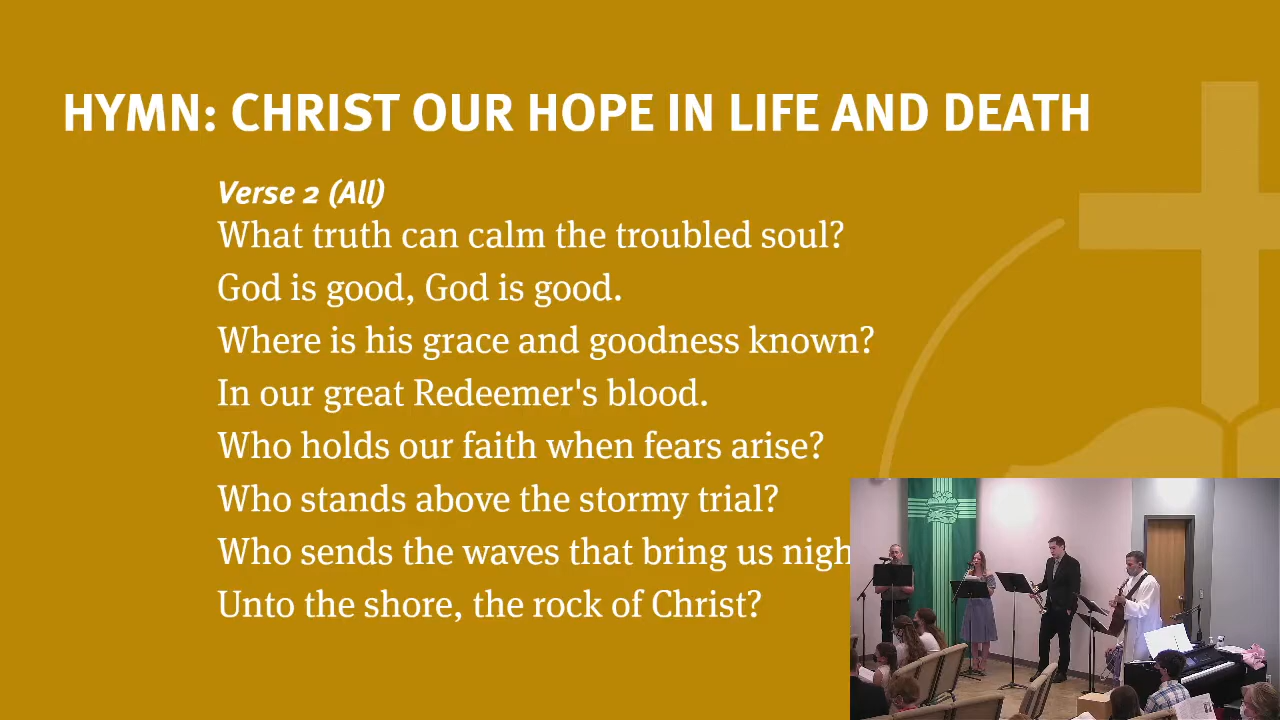 HYMN: CHRIST OUR HOPE IN LIFE AND DEATH
Verse 2 (All)
What truth can calm the troubled soul?
God is good, God is good.
Where is his grace and goodness known?
In our great Redeemer's blood.
Who holds our faith when fears arise?
Who stands above the stormy trial?
Who sends the waves that bring us nigh
Unto the shore, the rock of Christ?